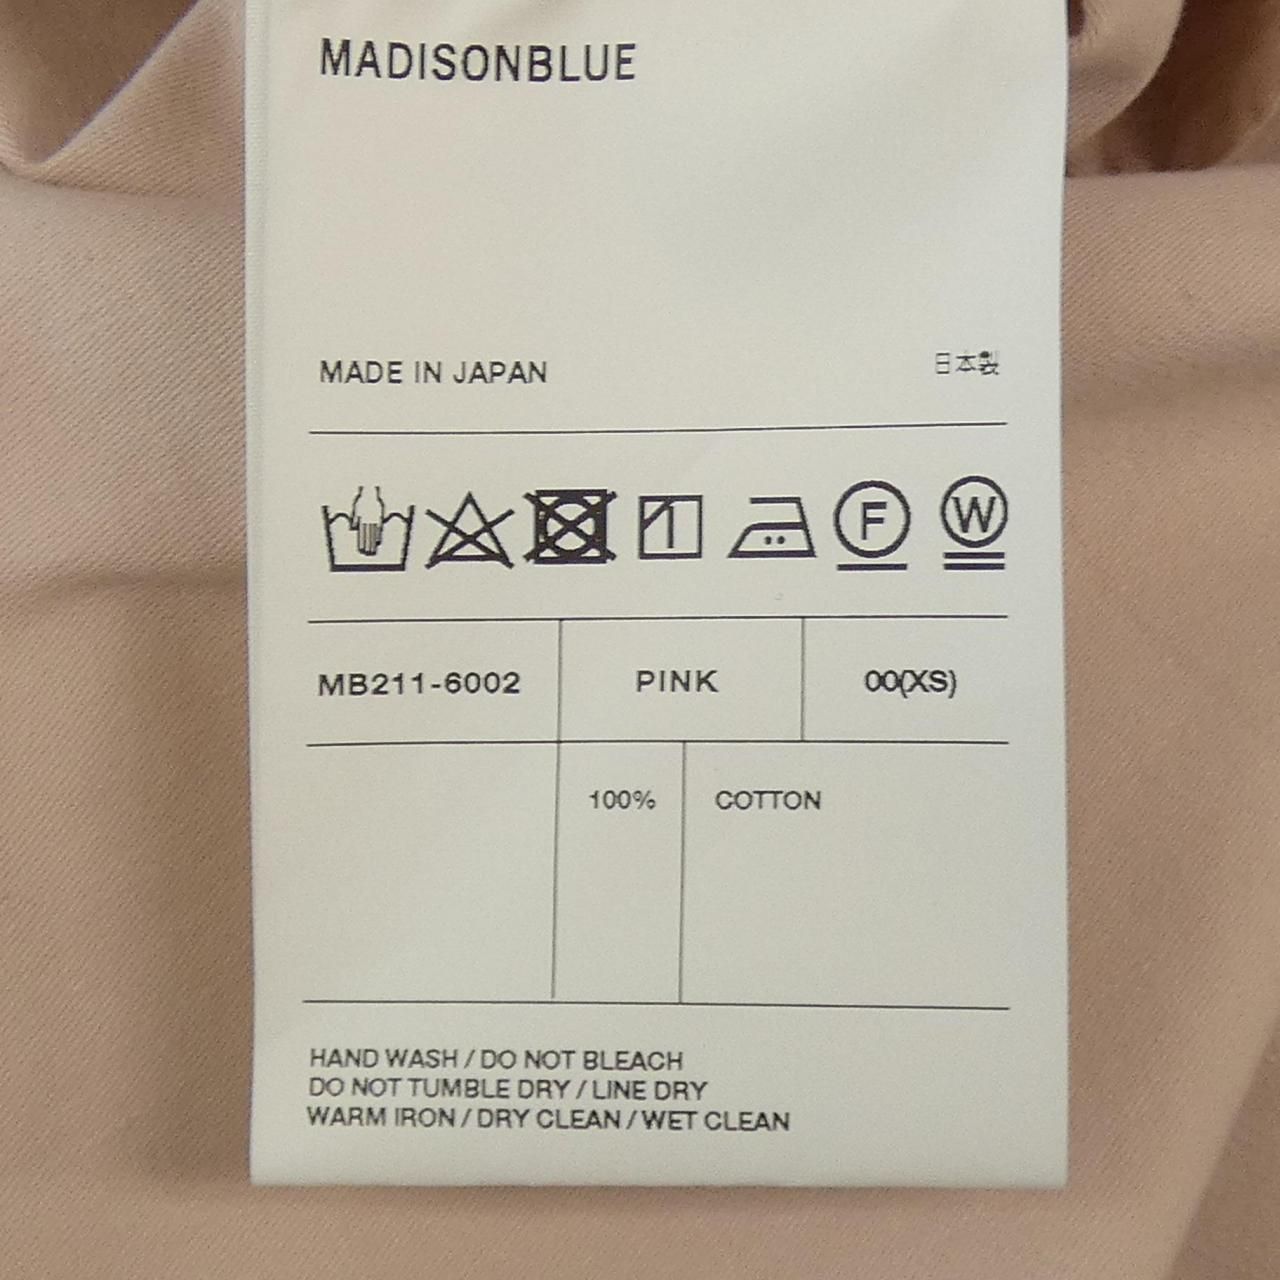 MADISONBLUE
MADE IN JAPAN 日本製
F W
MB211-6002 PINK 00(XS)
100% COTTON
HAND WASH / DO NOT BLEACH
DO NOT TUMBLE DRY / LINE DRY
WARM IRON / DRY CLEAN / WET CLEAN